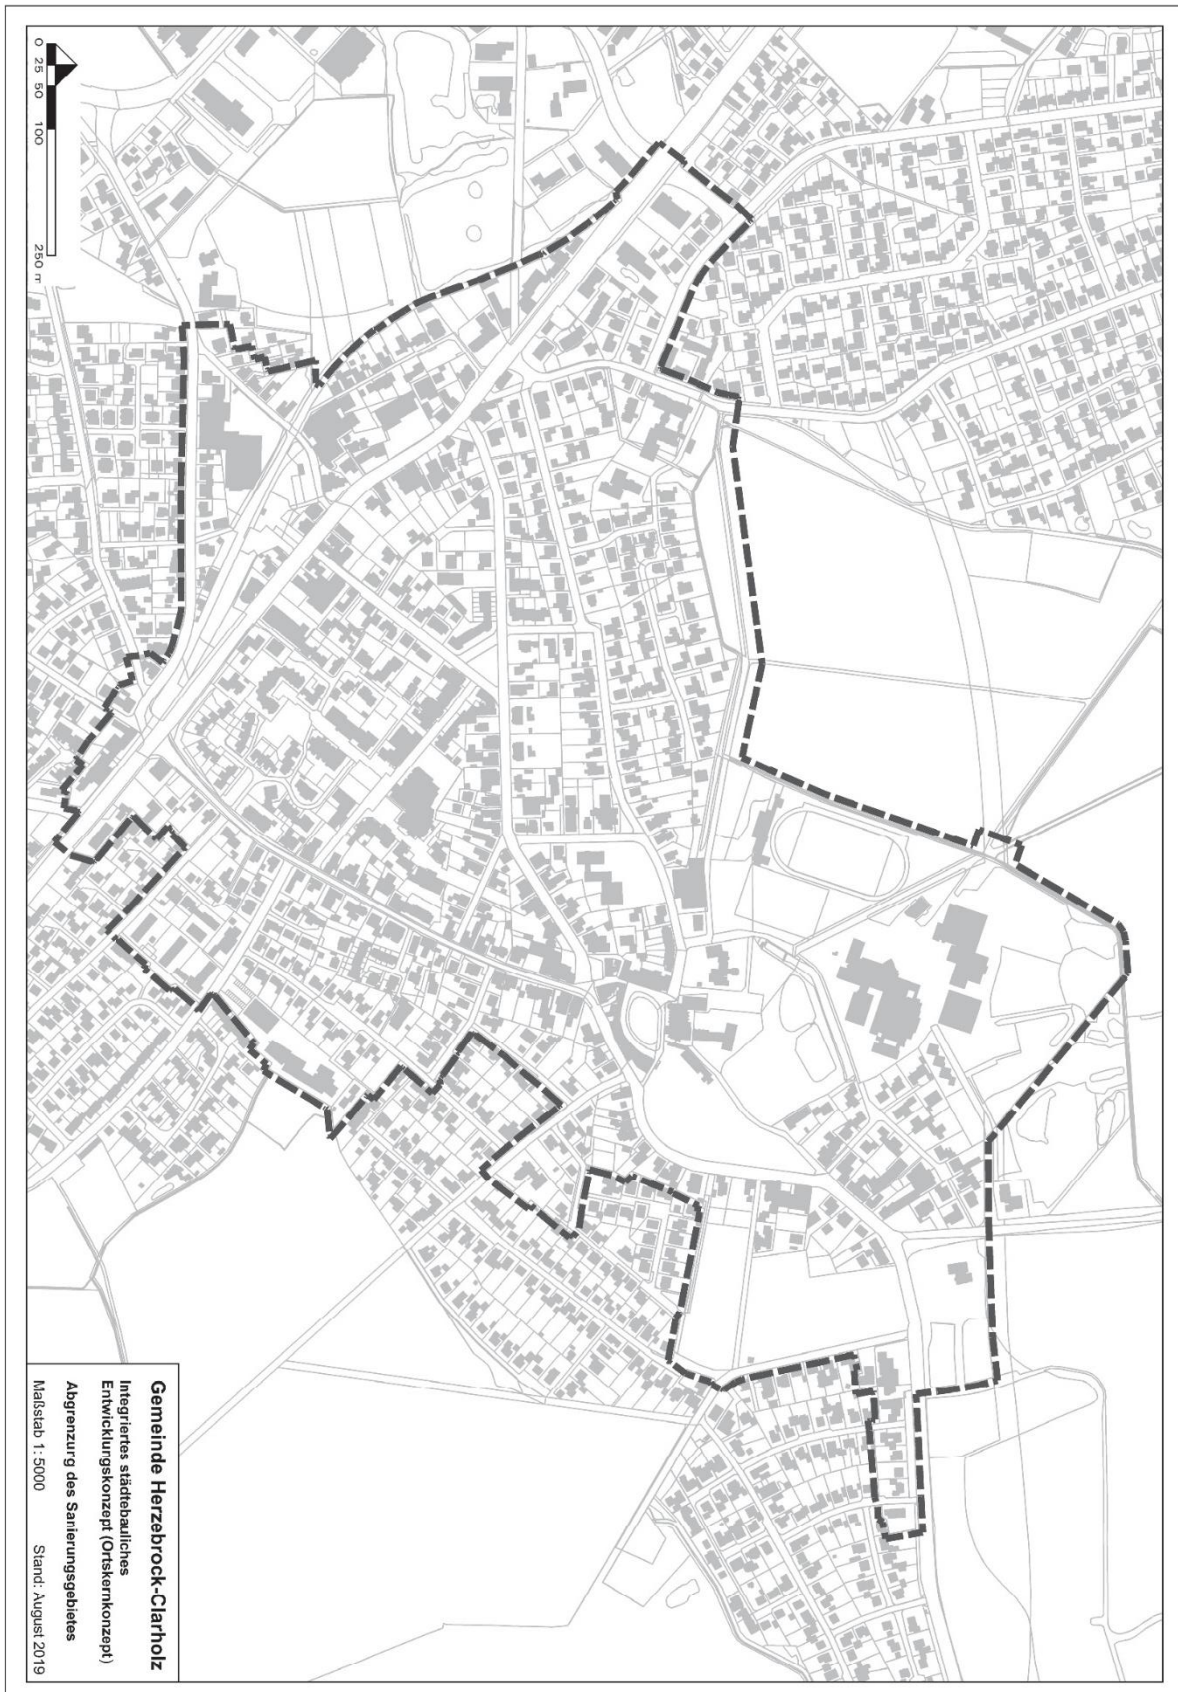 Gemeinde Herzebrock-Clarholz
Integriertes städtebauliches
Entwicklungskonzept (Ortskernkonzept)
Abgrenzung des Sanierungsgebietes
Maßstab 1:5000 Stand: August 2019
0 25 50 100 250 m